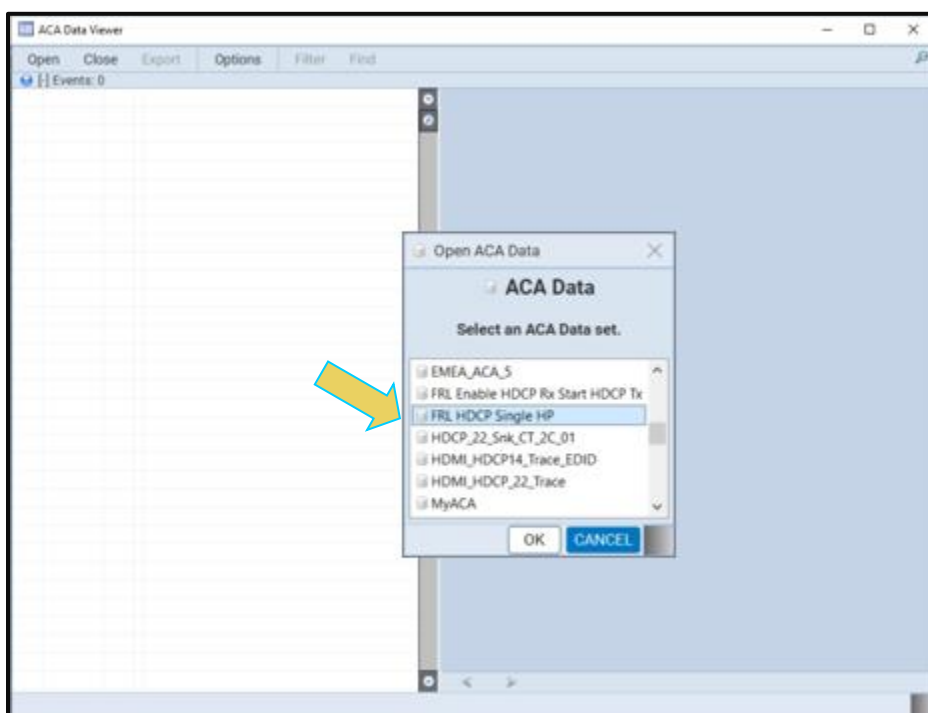 ACA Data Viewer
Open Close Export Options Filter Find
[-] Events: 0
Open ACA Data
ACA Data
Select an ACA Data set.
EMEA_ACA_5
FRL Enable HDCP Rx Start HDCP Tx
FRL HDCP Single HP
HDCP_22_Snk_CT_2C_01
HDMI_HDCP14_Trace_EDID
HDMI_HDCP_22_Trace
MyACA
OK CANCEL